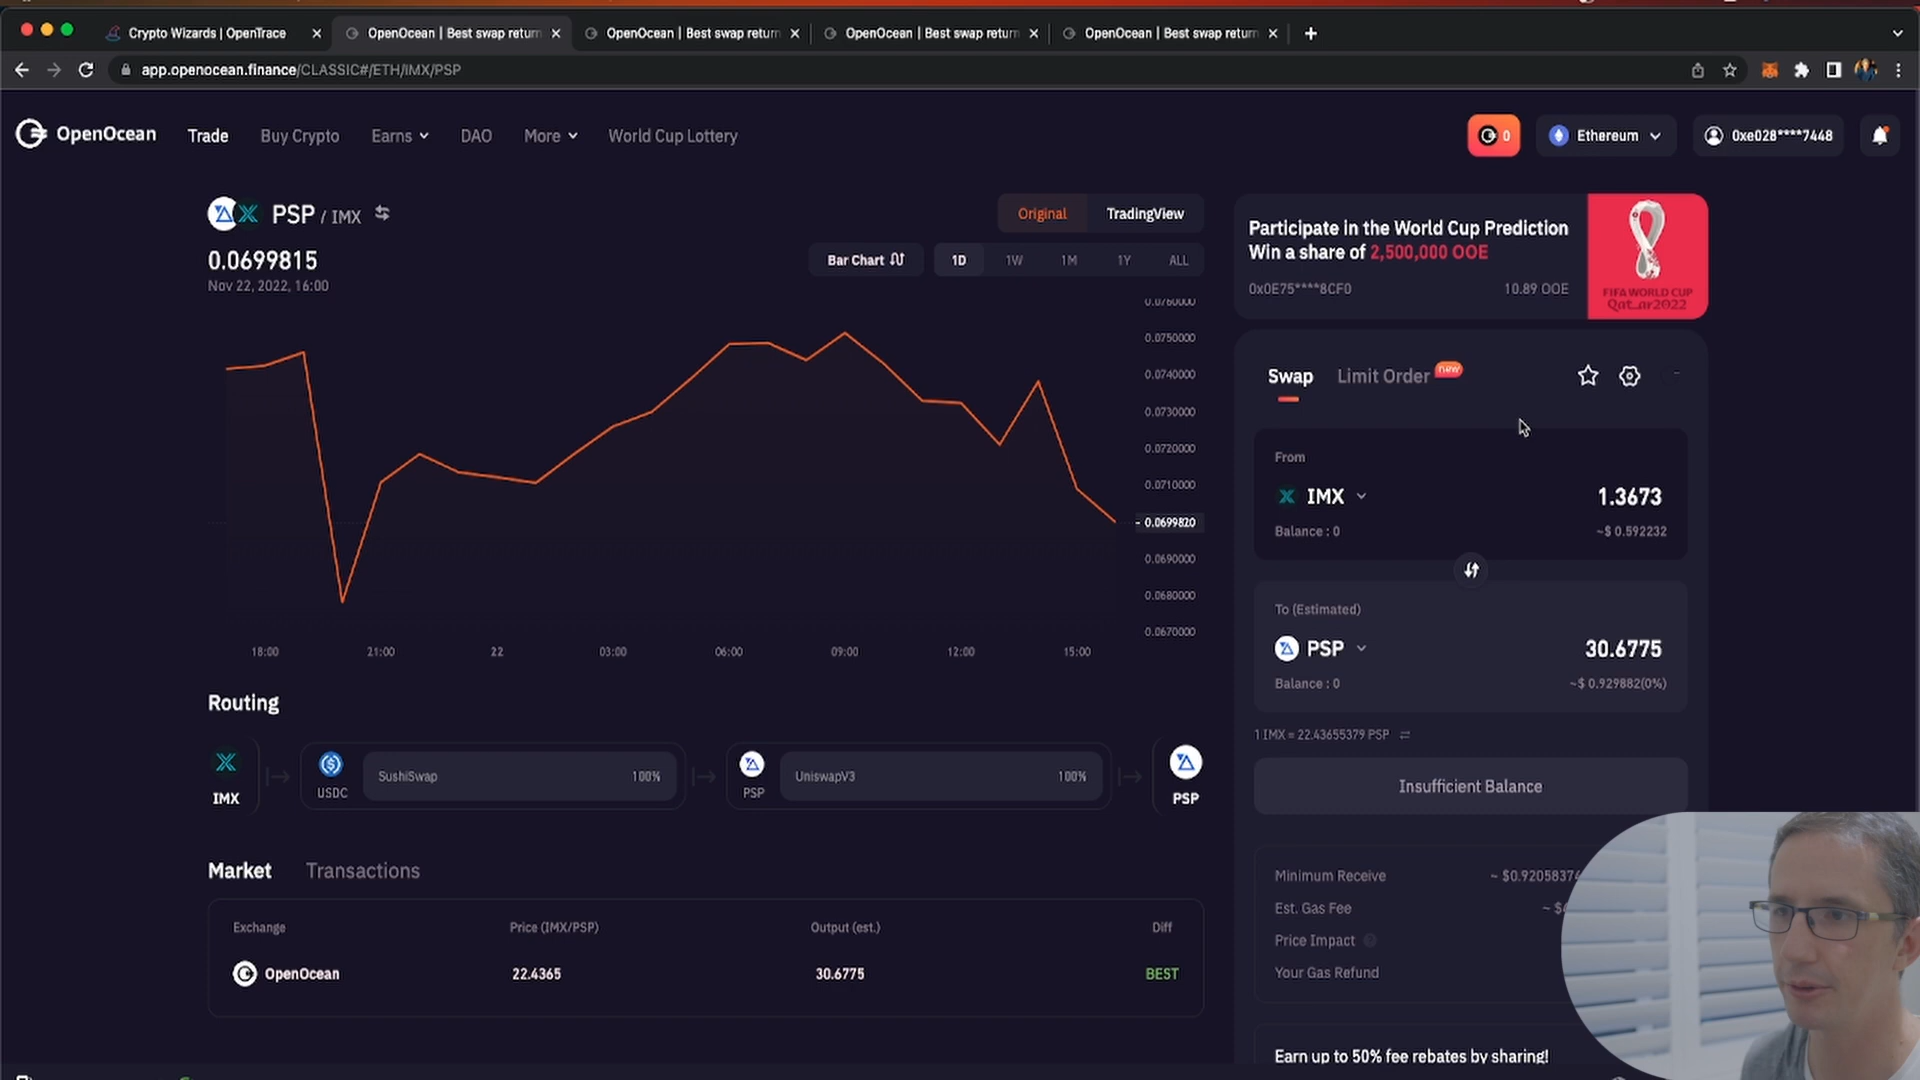 Crypto Wizards | OpenTrace
OpenOcean | Best swap return
OpenOcean | Best swap return
OpenOcean | Best swap return
OpenOcean | Best swap return
app.openocean.finance/CLASSIC#/ETH/IMX/PSP
OpenOcean
Trade
Buy Crypto
Earns
DAO
More
World Cup Lottery
0
Ethereum
0xe028****7448
PSP / IMX
0.0699815
Nov 22, 2022, 16:00
Original
TradingView
Bar Chart
1D
1W
1M
1Y
ALL
0.0760000
0.0750000
0.0740000
0.0730000
0.0720000
0.0710000
0.0699820
0.0690000
0.0680000
0.0670000
18:00
21:00
22
03:00
06:00
09:00
12:00
15:00
Participate in the World Cup Prediction
Win a share of 2,500,000 OOE
0x0E75****8CF0
10.89 OOE
FIFA WORLD CUP
Qatar2022
Swap
Limit Order
new
From
IMX
1.3673
Balance : 0
~$ 0.592232
To (Estimated)
PSP
30.6775
Balance : 0
~$ 0.929882(0%)
1 IMX = 22.43655379 PSP
Insufficient Balance
Minimum Receive
~ $0.9205837
Est. Gas Fee
~ $
Price Impact
Your Gas Refund
Earn up to 50% fee rebates by sharing!
Routing
IMX
USDC
SushiSwap
100%
PSP
UniswapV3
100%
PSP
Market
Transactions
Exchange
Price (IMX/PSP)
Output (est.)
Diff
OpenOcean
22.4365
30.6775
BEST